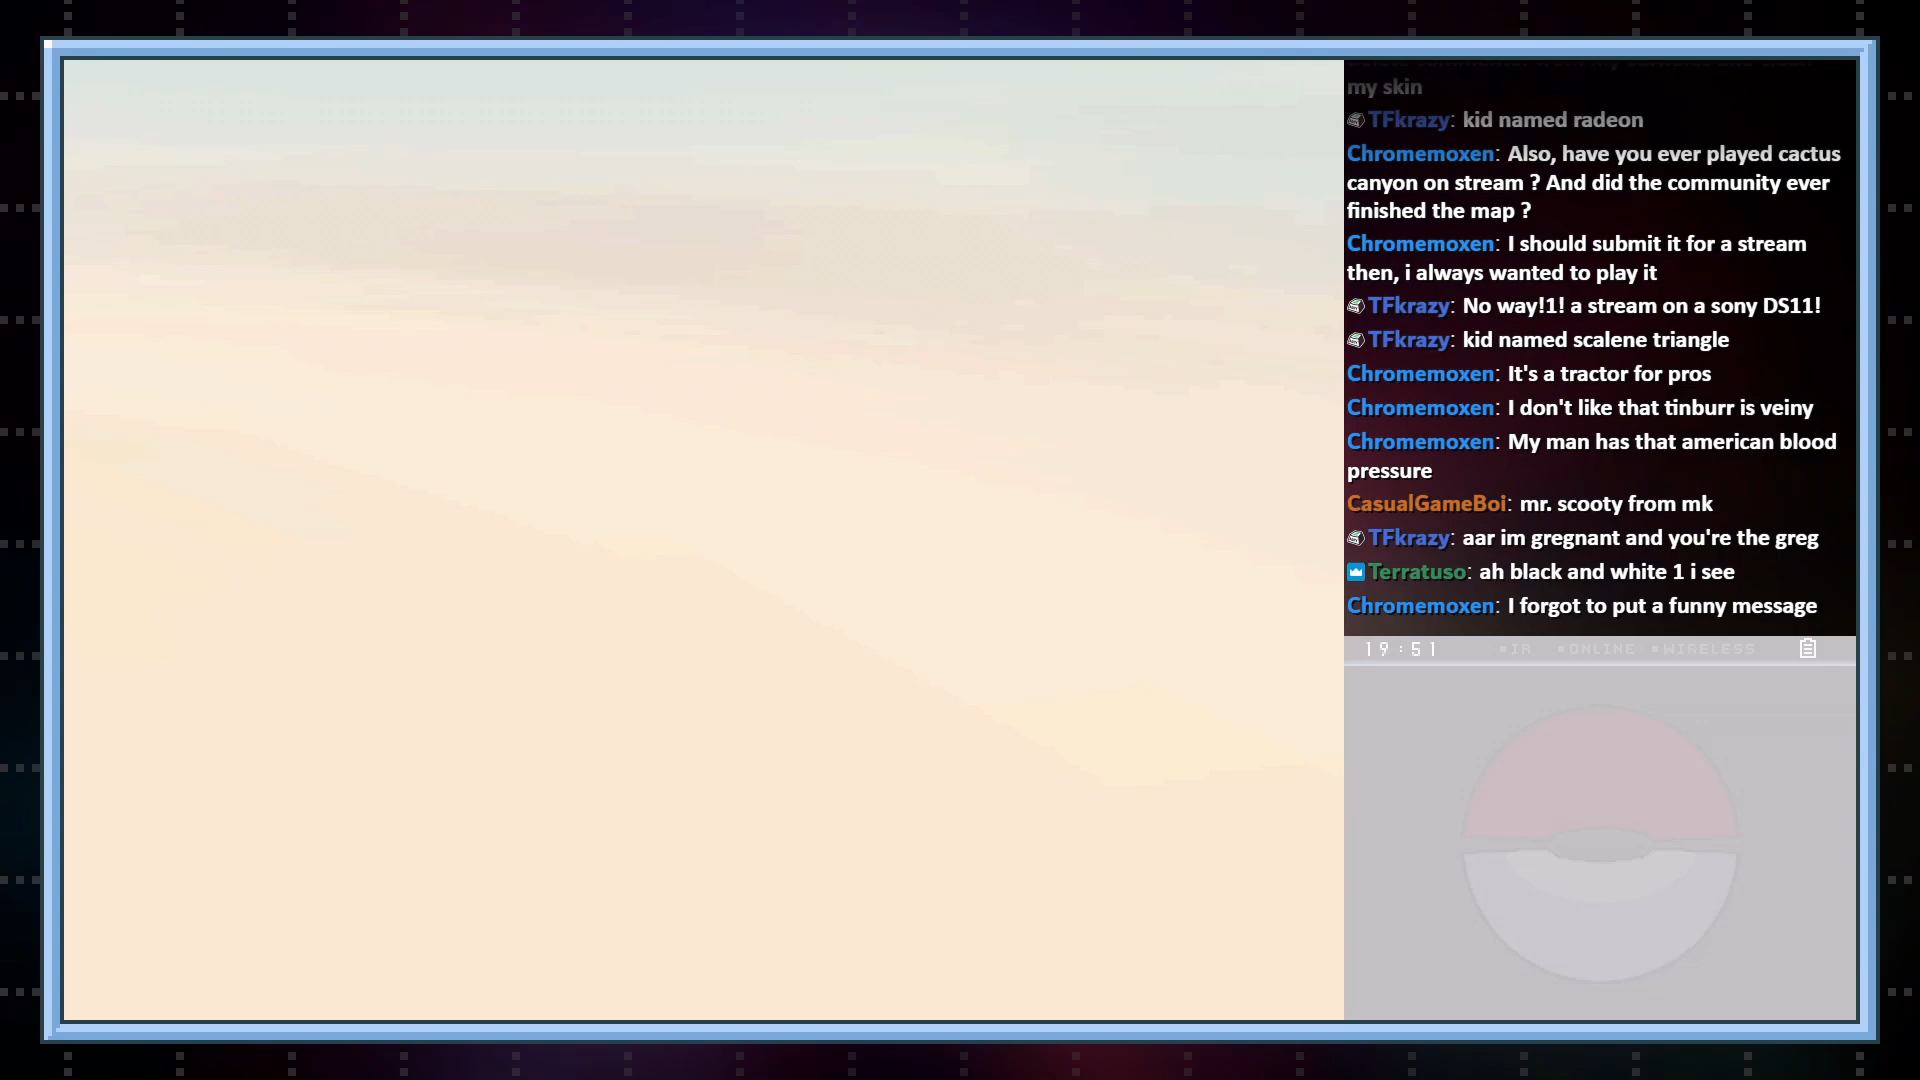 my skin
TFkrazy: kid named radeon
Chromemoxen: Also, have you ever played cactus
canyon on stream ? And did the community ever
finished the map ?
Chromemoxen: I should submit it for a stream
then, i always wanted to play it
TFkrazy: No way!1! a stream on a sony DS11!
TFkrazy: kid named scalene triangle
Chromemoxen: It's a tractor for pros
Chromemoxen: I don't like that tinburr is veiny
Chromemoxen: My man has that american blood
pressure
CasualGameBoi: mr. scooty from mk
TFkrazy: aar im gregnant and you're the greg
Terratuso: ah black and white 1 i see
Chromemoxen: I forgot to put a funny message
19:51 IR ONLINE WIRELESS